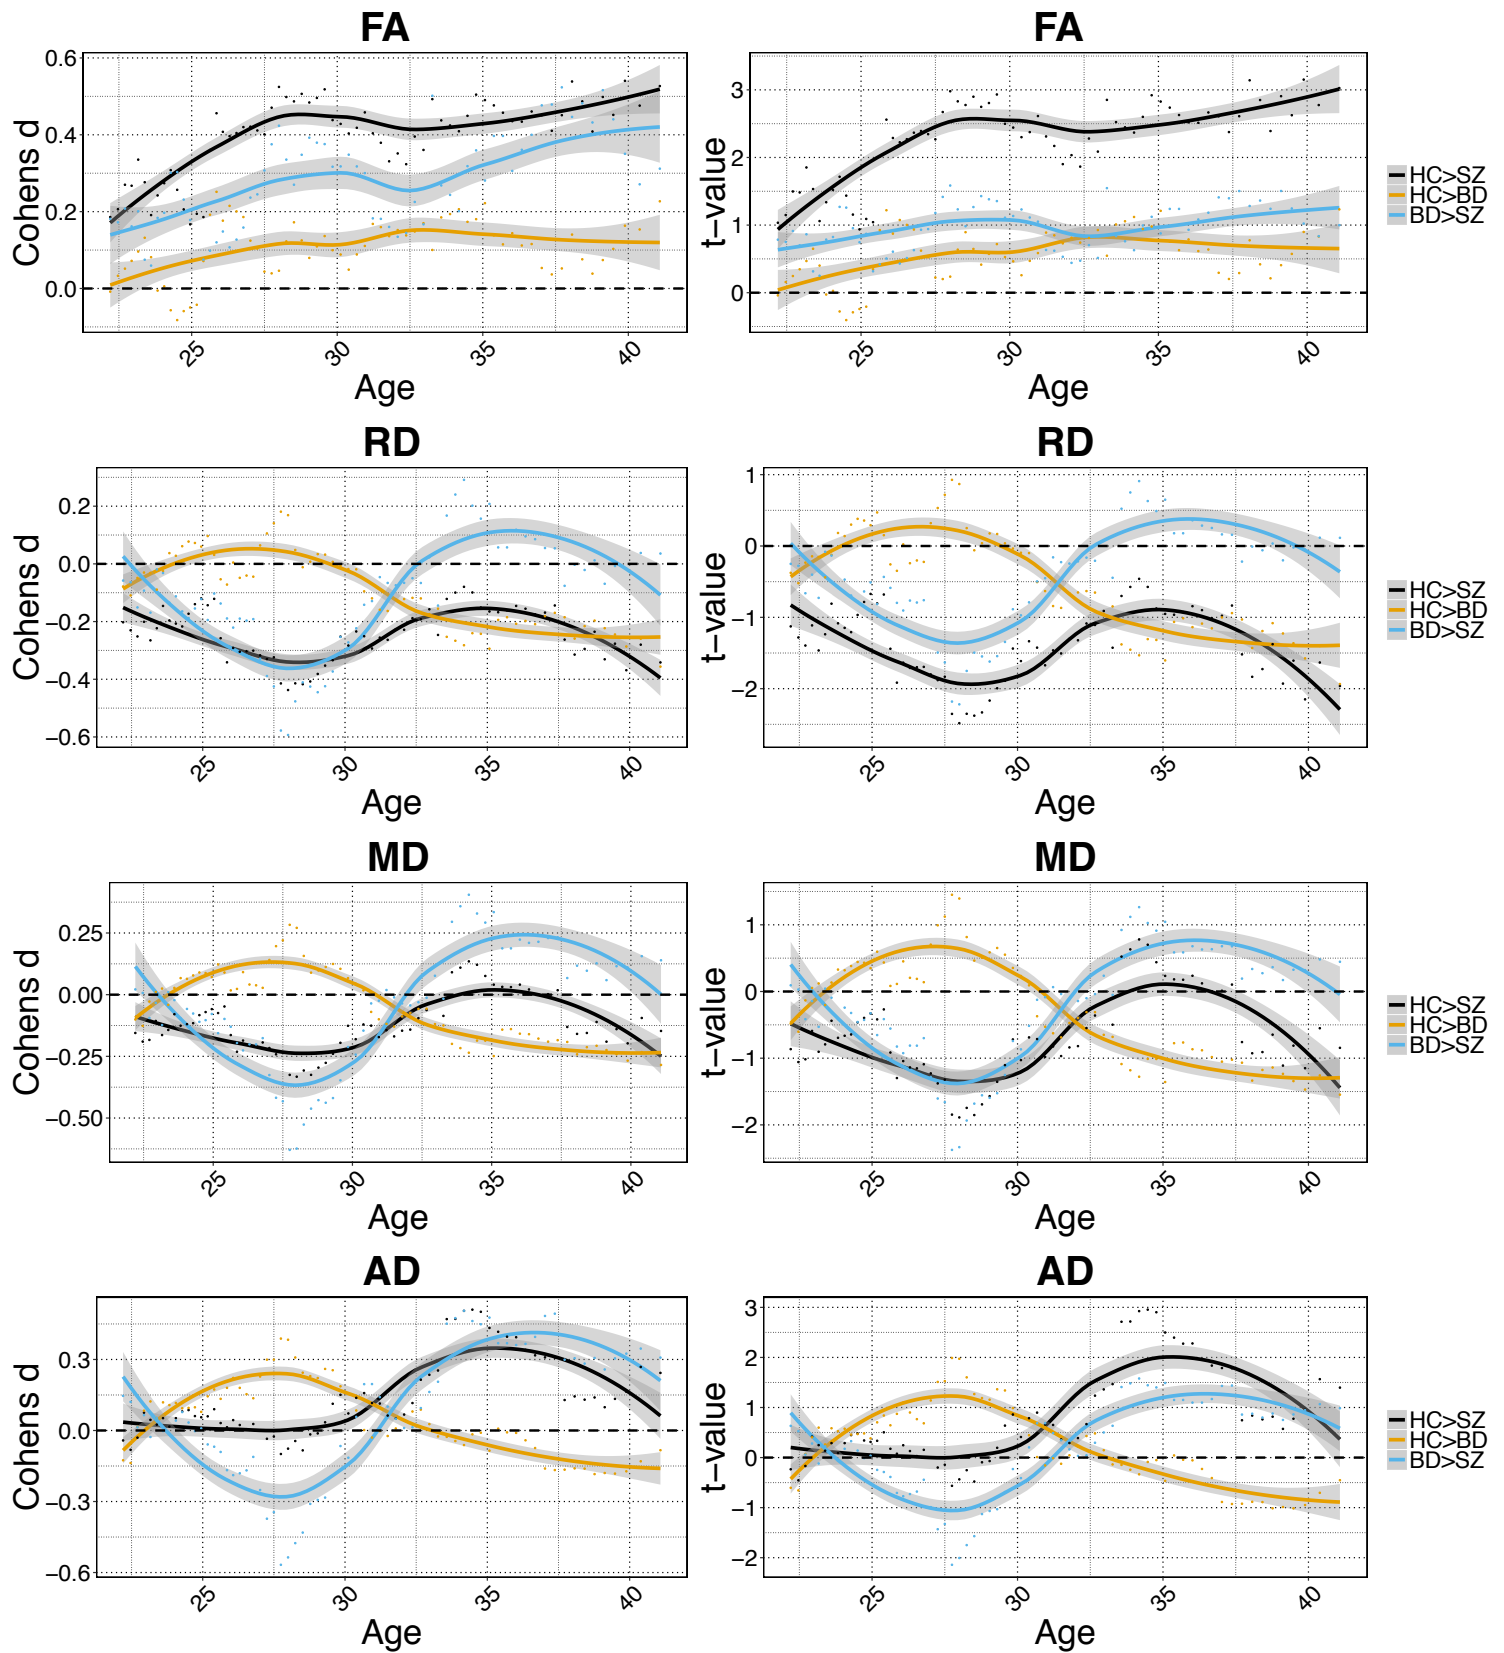 FA FA
0.6
0.4
0.2
0.0
Cohens d
25 30 35 40
Age
3
2
1
0
t−value
25 30 35 40
Age
HC>SZ
HC>BD
BD>SZ
RD RD
0.2
0.0
−0.2
−0.4
−0.6
Cohens d
25 30 35 40
Age
1
0
−1
−2
t−value
25 30 35 40
Age
HC>SZ
HC>BD
BD>SZ
MD MD
0.25
0.00
−0.25
−0.50
Cohens d
25 30 35 40
Age
1
0
−1
−2
t−value
25 30 35 40
Age
HC>SZ
HC>BD
BD>SZ
AD AD
0.3
0.0
−0.3
−0.6
Cohens d
25 30 35 40
Age
3
2
1
0
−1
−2
t−value
25 30 35 40
Age
HC>SZ
HC>BD
BD>SZ